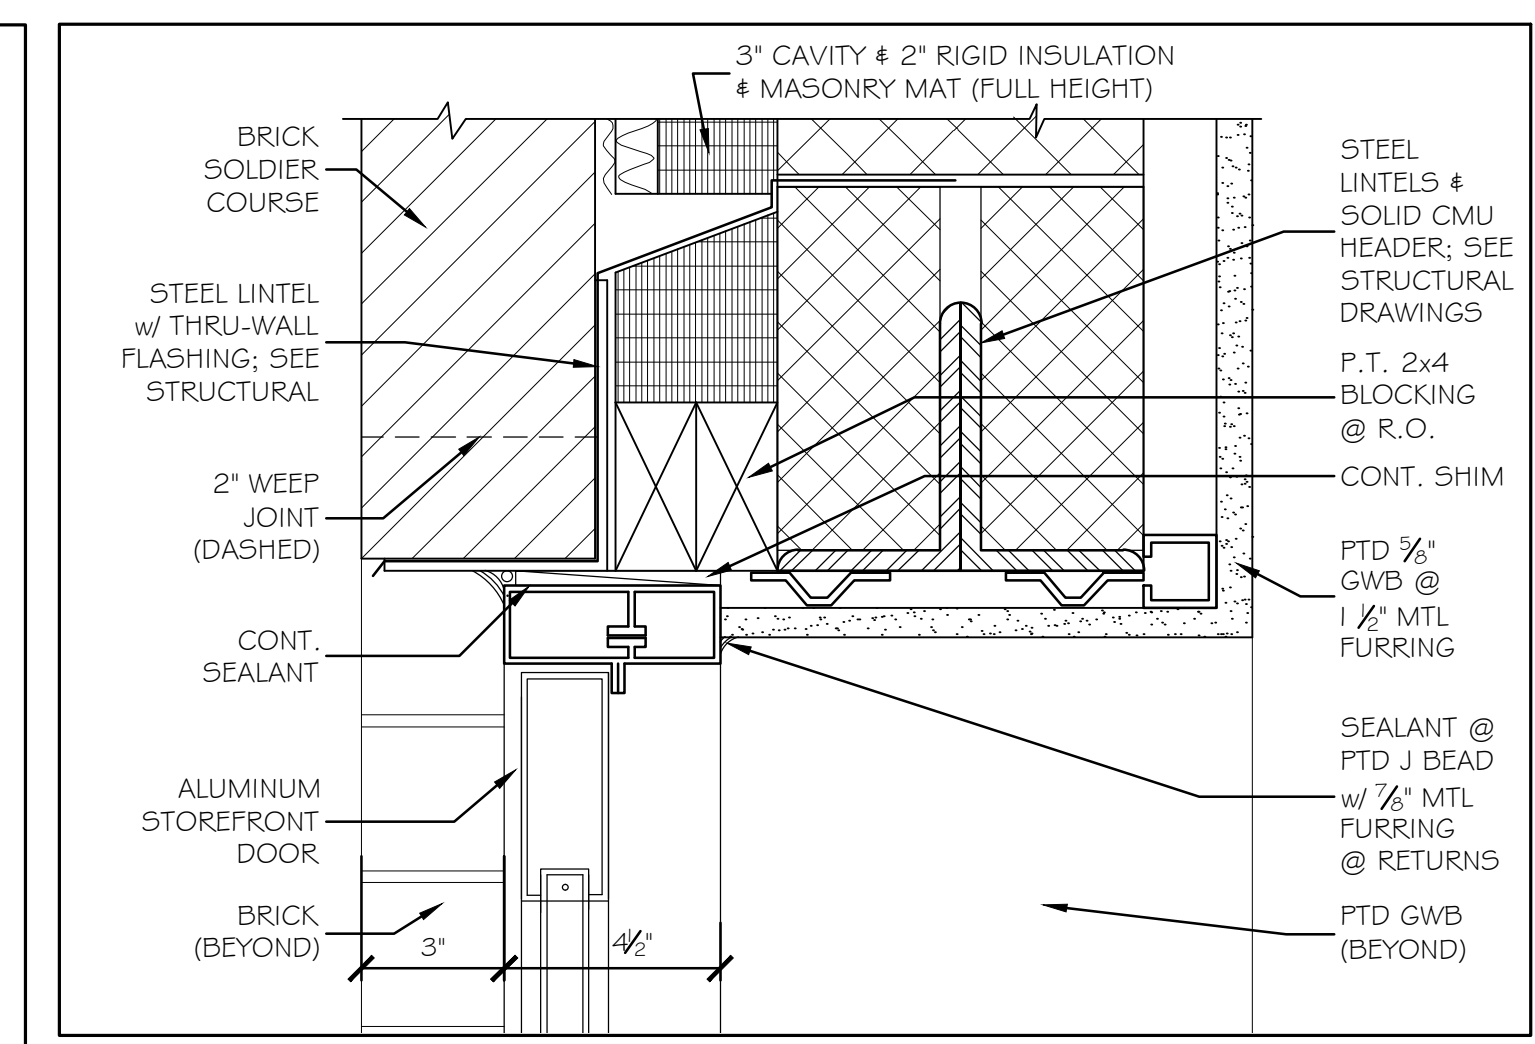 3" CAVITY & 2" RIGID INSULATION
& MASONRY MAT (FULL HEIGHT)
BRICK
SOLDIER
COURSE
STEEL LINTEL
w/ THRU-WALL
FLASHING; SEE
STRUCTURAL
2" WEEP
JOINT
(DASHED)
CONT.
SEALANT
ALUMINUM
STOREFRONT
DOOR
BRICK
(BEYOND)
3"
4½"
STEEL
LINTELS &
SOLID CMU
HEADER; SEE
STRUCTURAL
DRAWINGS
P.T. 2x4
BLOCKING
@ R.O.
CONT. SHIM
PTD ⅝"
GWB @
1 ½" MTL
FURRING
SEALANT @
PTD J BEAD
w/ ⅞" MTL
FURRING
@ RETURNS
PTD GWB
(BEYOND)